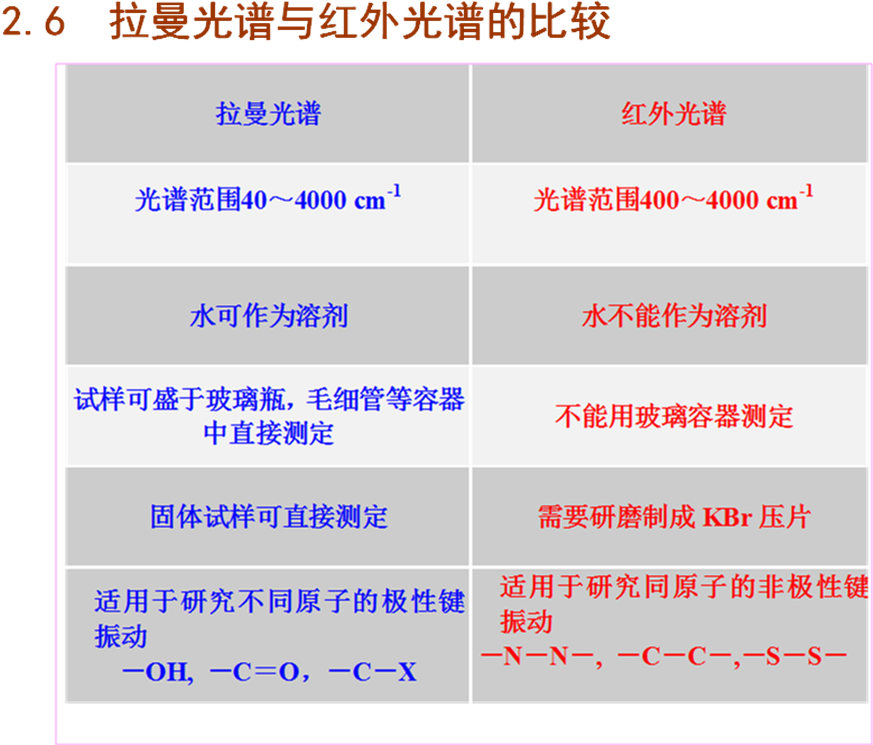 2.6 拉曼光谱与红外光谱的比较
拉曼光谱
红外光谱
光谱范围40～4000 cm⁻¹
光谱范围400～4000 cm⁻¹
水可作为溶剂
水不能作为溶剂
试样可盛于玻璃瓶，毛细管等容器
中直接测定
不能用玻璃容器测定
固体试样可直接测定
需要研磨制成 KBr 压片
适用于研究不同原子的极性键
振动
－OH, －C＝O，－C－X
适用于研究同原子的非极性键
振动
－N－N－, －C－C－,－S－S－